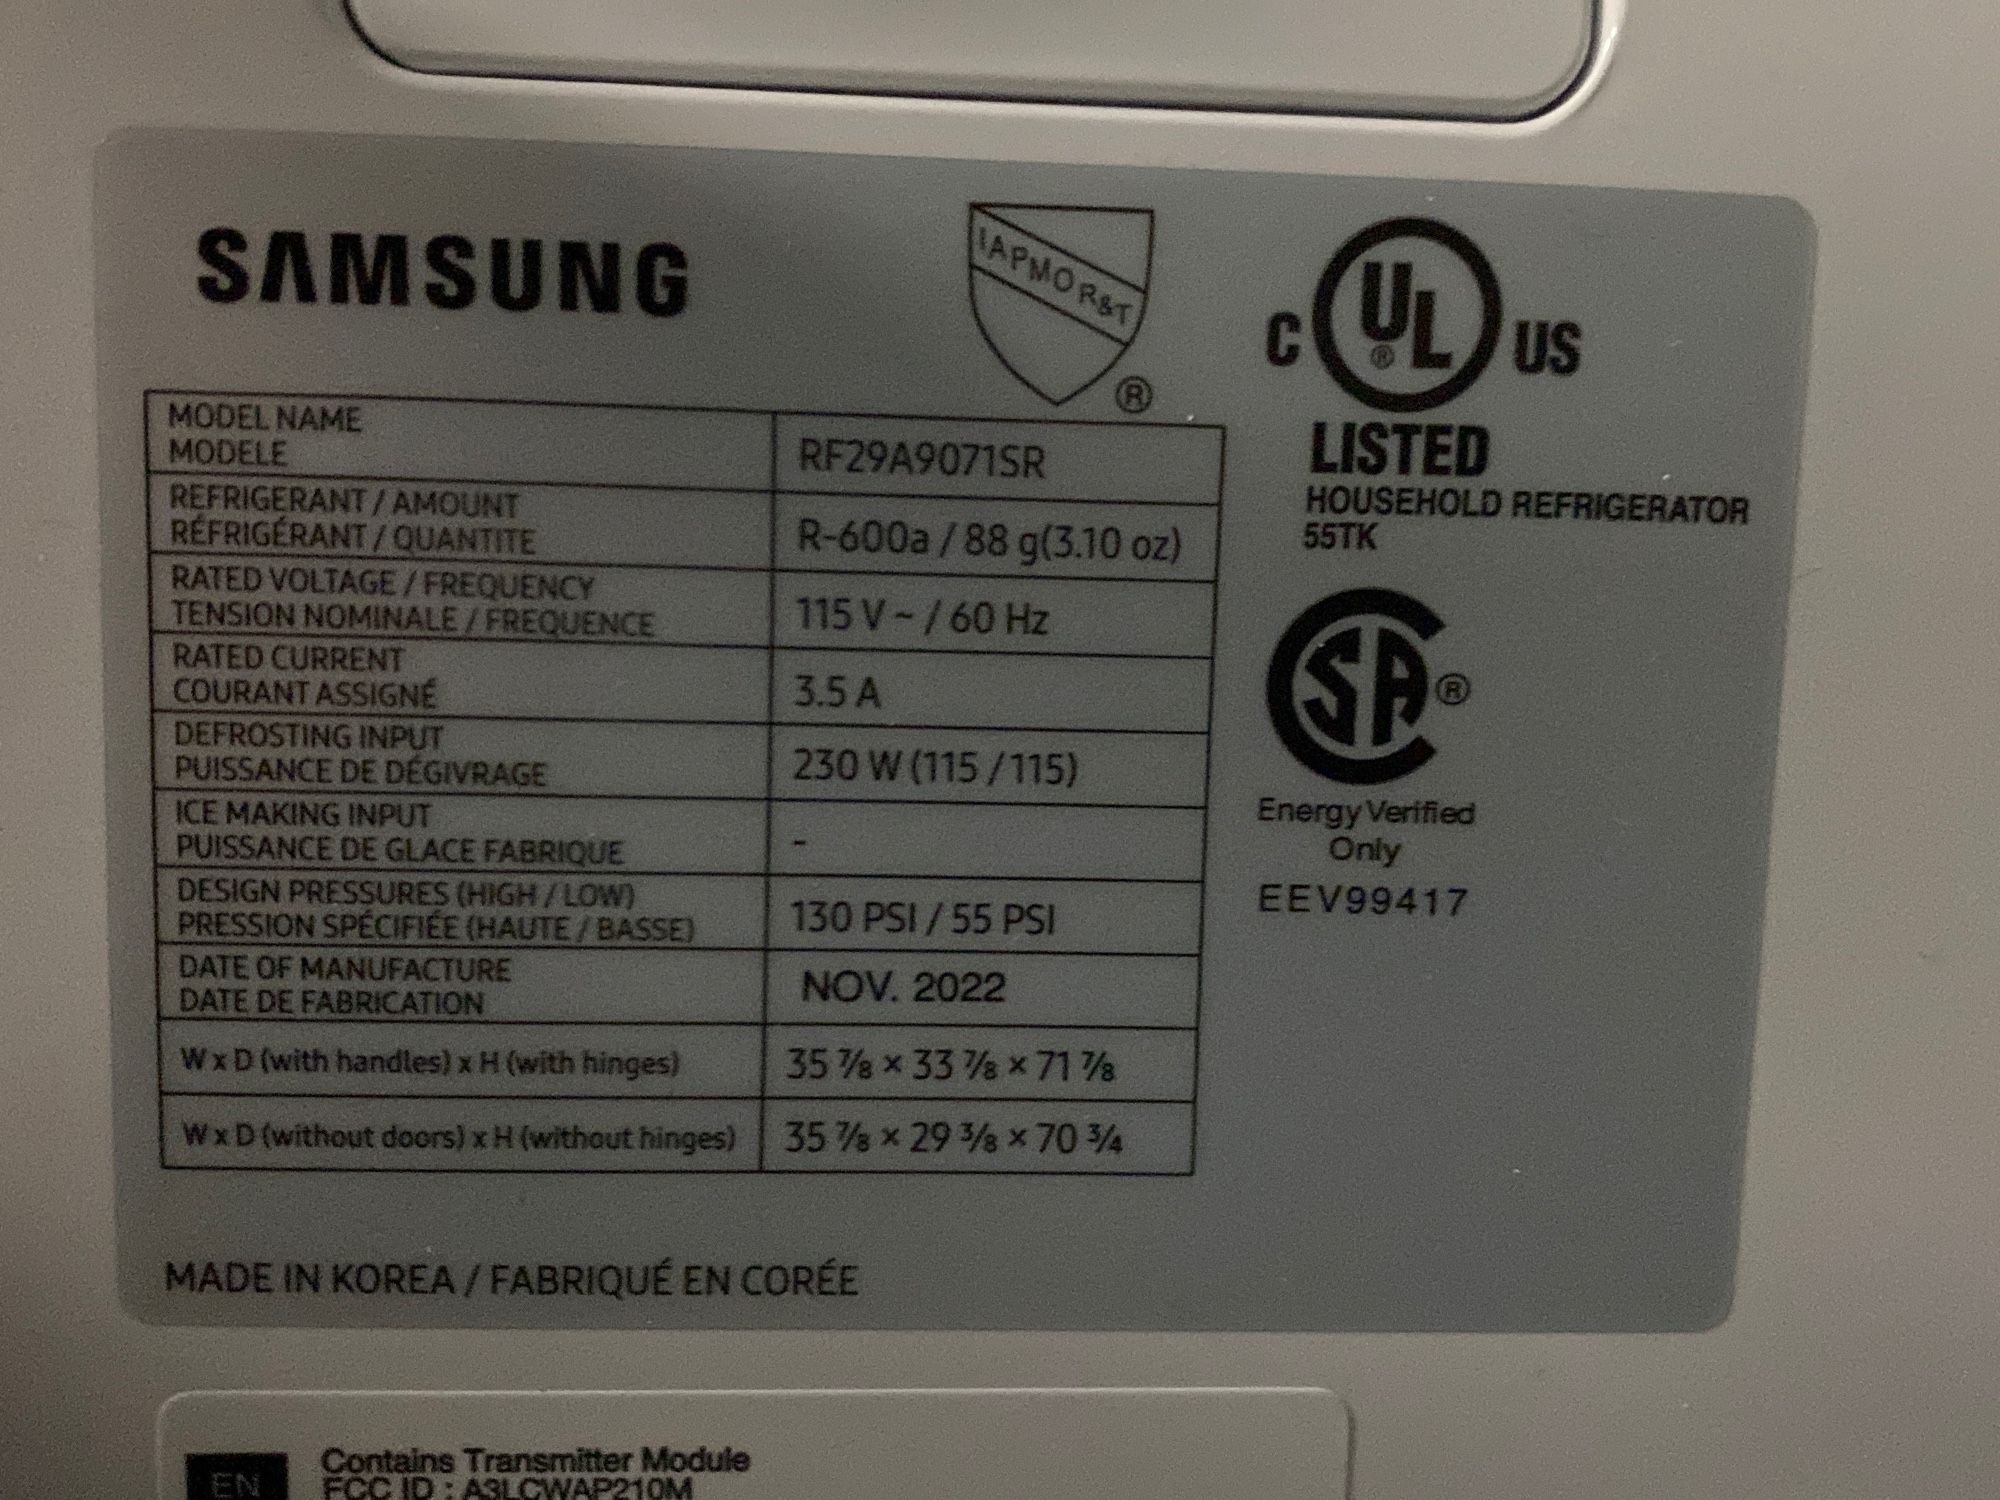 SAMSUNG
IAPMO R&T
®
C UL US
®
LISTED
HOUSEHOLD REFRIGERATOR
55TK
MODEL NAME
MODELE
RF29A9071SR
REFRIGERANT / AMOUNT
RÉFRIGÉRANT / QUANTITE
R-600a / 88 g(3.10 oz)
RATED VOLTAGE / FREQUENCY
TENSION NOMINALE / FREQUENCE
115 V ~ / 60 Hz
RATED CURRENT
COURANT ASSIGNÉ
3.5 A
DEFROSTING INPUT
PUISSANCE DE DÉGIVRAGE
230 W (115 / 115)
ICE MAKING INPUT
PUISSANCE DE GLACE FABRIQUE
-
DESIGN PRESSURES (HIGH / LOW)
PRESSION SPÉCIFIÉE (HAUTE / BASSE)
130 PSI / 55 PSI
DATE OF MANUFACTURE
DATE DE FABRICATION
NOV. 2022
W x D (with handles) x H (with hinges)
35 ⅞ × 33 ⅞ × 71 ⅞
W x D (without doors) x H (without hinges)
35 ⅞ × 29 ⅜ × 70 ¾
CSA ®
Energy Verified
Only
EEV99417
MADE IN KOREA / FABRIQUÉ EN CORÉE
EN
Contains Transmitter Module
FCC ID : A3LCWAP210M